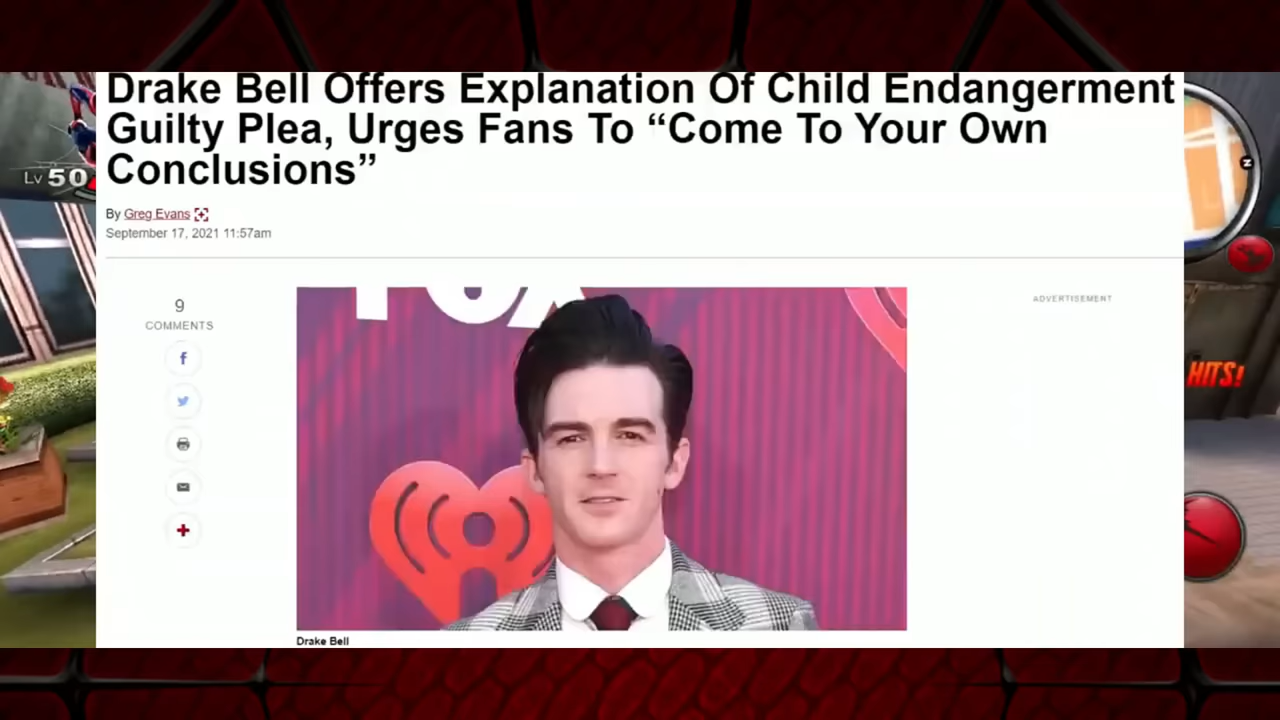 Drake Bell Offers Explanation Of Child Endangerment
Guilty Plea, Urges Fans To “Come To Your Own
Conclusions”
Lv 50
By Greg Evans
September 17, 2021 11:57am
9
COMMENTS
ADVERTISEMENT
FOX
HITS!
Drake Bell